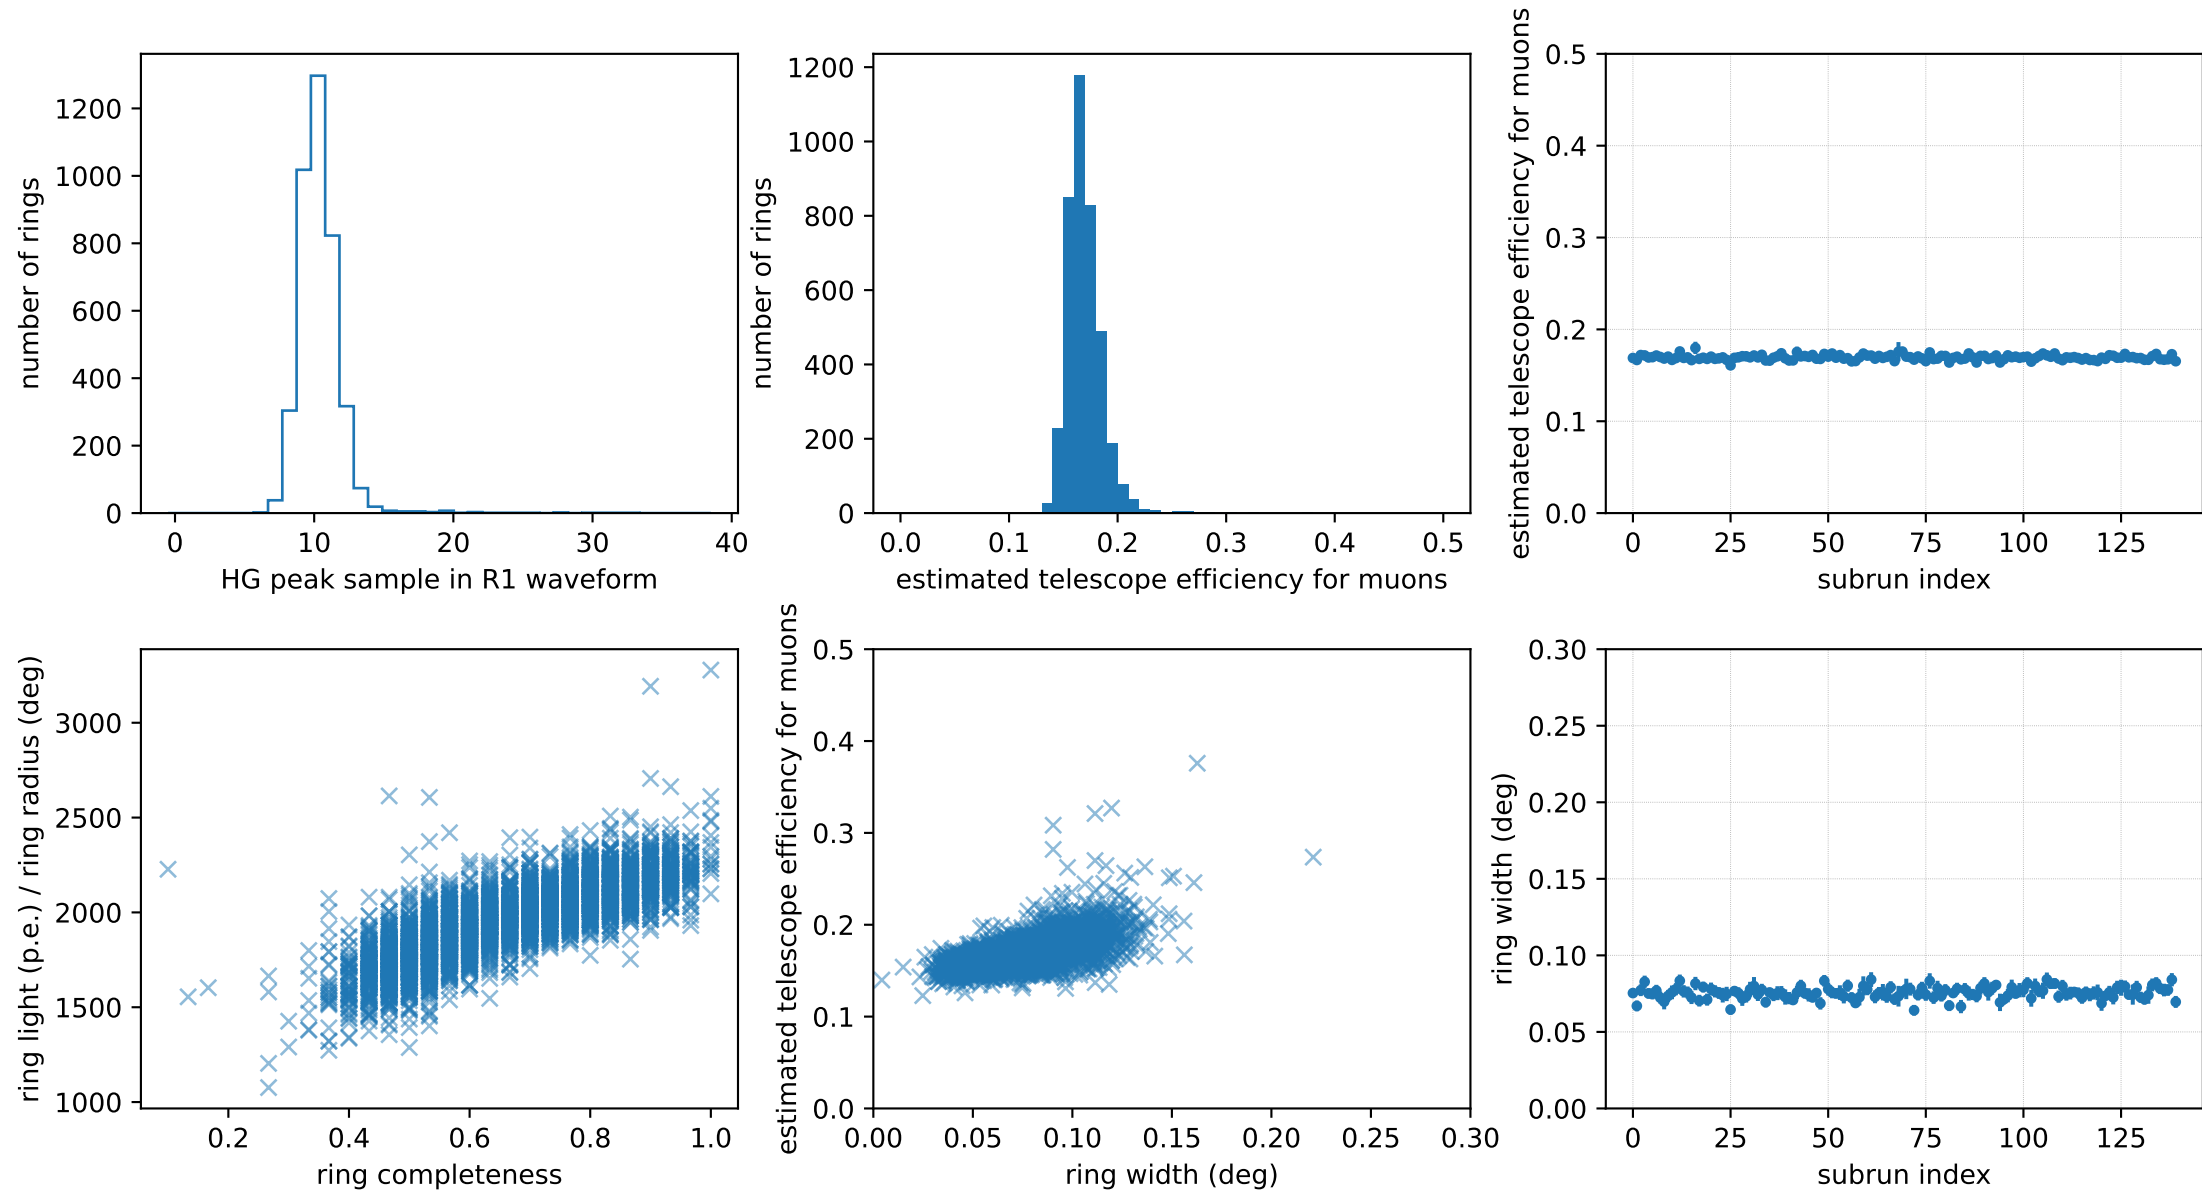 number of rings
1200
1000
800
600
400
200
0
0 10 20 30 40
HG peak sample in R1 waveform
number of rings
1200
1000
800
600
400
200
0
0.0 0.1 0.2 0.3 0.4 0.5
estimated telescope efficiency for muons
estimated telescope efficiency for muons
0.5
0.4
0.3
0.2
0.1
0.0
0 25 50 75 100 125
subrun index
ring light (p.e.) / ring radius (deg)
3000
2500
2000
1500
1000
0.2 0.4 0.6 0.8 1.0
ring completeness
estimated telescope efficiency for muons
0.5
0.4
0.3
0.2
0.1
0.0
0.00 0.05 0.10 0.15 0.20 0.25 0.30
ring width (deg)
ring width (deg)
0.30
0.25
0.20
0.15
0.10
0.05
0.00
0 25 50 75 100 125
subrun index